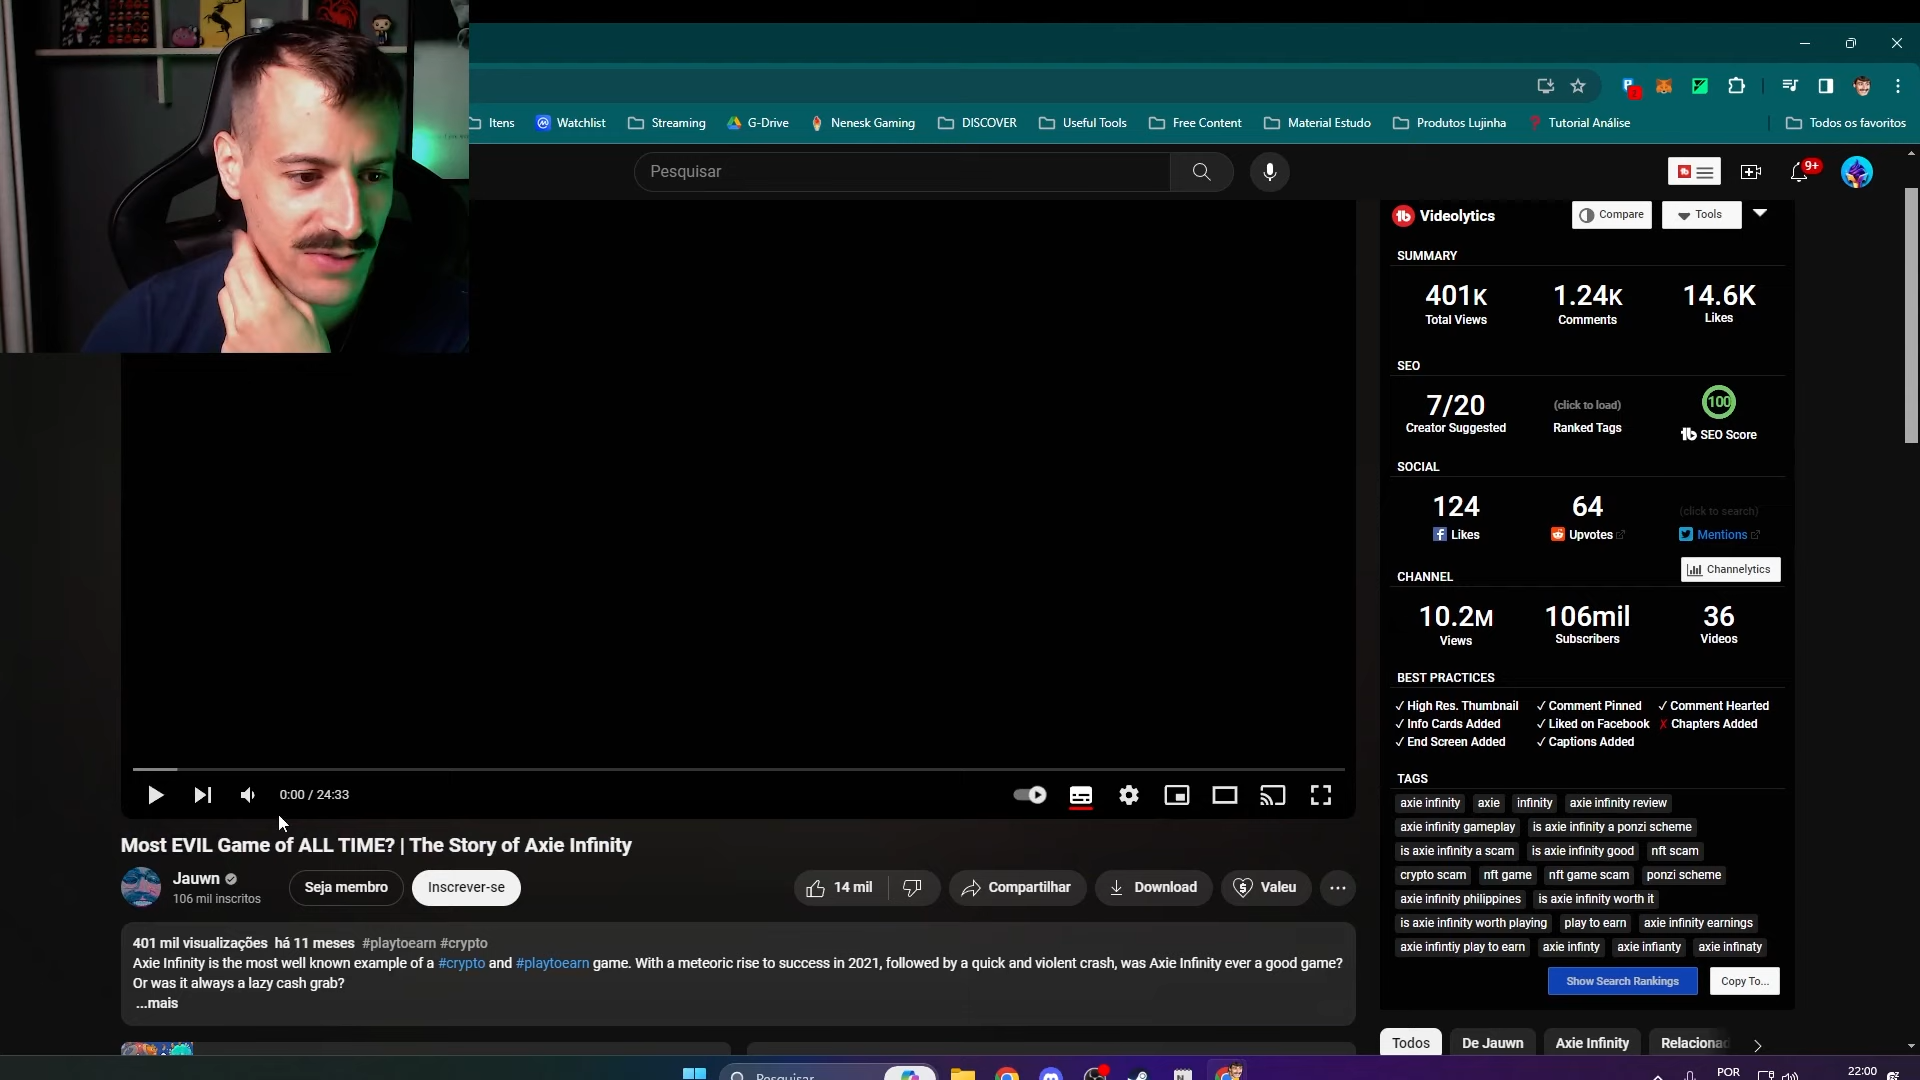 Itens
Watchlist
Streaming
G-Drive
Nenesk Gaming
DISCOVER
Useful Tools
Free Content
Material Estudo
Produtos Lujinha
Tutorial Análise
Todos os favoritos
Pesquisar
9+
Videolytics
Compare
Tools
SUMMARY
401K
1.24K
14.6K
Total Views
Comments
Likes
SEO
7/20
(click to load)
100
Creator Suggested
Ranked Tags
SEO Score
SOCIAL
124
64
(click to search)
Likes
Upvotes
Mentions
CHANNEL
Channelytics
10.2M
106mil
36
Views
Subscribers
Videos
BEST PRACTICES
✓ High Res. Thumbnail ✓ Comment Pinned ✓ Comment Hearted
✓ Info Cards Added ✓ Liked on Facebook ✗ Chapters Added
✓ End Screen Added ✓ Captions Added
TAGS
axie infinity axie infinity axie infinity review
axie infinity gameplay is axie infinity a ponzi scheme
is axie infinity a scam is axie infinity good nft scam
crypto scam nft game nft game scam ponzi scheme
axie infinity philippines is axie infinity worth it
is axie infinity worth playing play to earn axie infinity earnings
axie infintiy play to earn axie infinty axie infianty axie infinaty
Show Search Rankings
Copy To...
0:00 / 24:33
Most EVIL Game of ALL TIME? | The Story of Axie Infinity
Jauwn
106 mil inscritos
Seja membro
Inscrever-se
14 mil
Compartilhar
Download
Valeu
401 mil visualizações há 11 meses #playtoearn #crypto
Axie Infinity is the most well known example of a #crypto and #playtoearn game. With a meteoric rise to success in 2021, followed by a quick and violent crash, was Axie Infinity ever a good game?
Or was it always a lazy cash grab?
...mais
Todos
De Jauwn
Axie Infinity
Relacionad
Pesquisar
POR
22:00